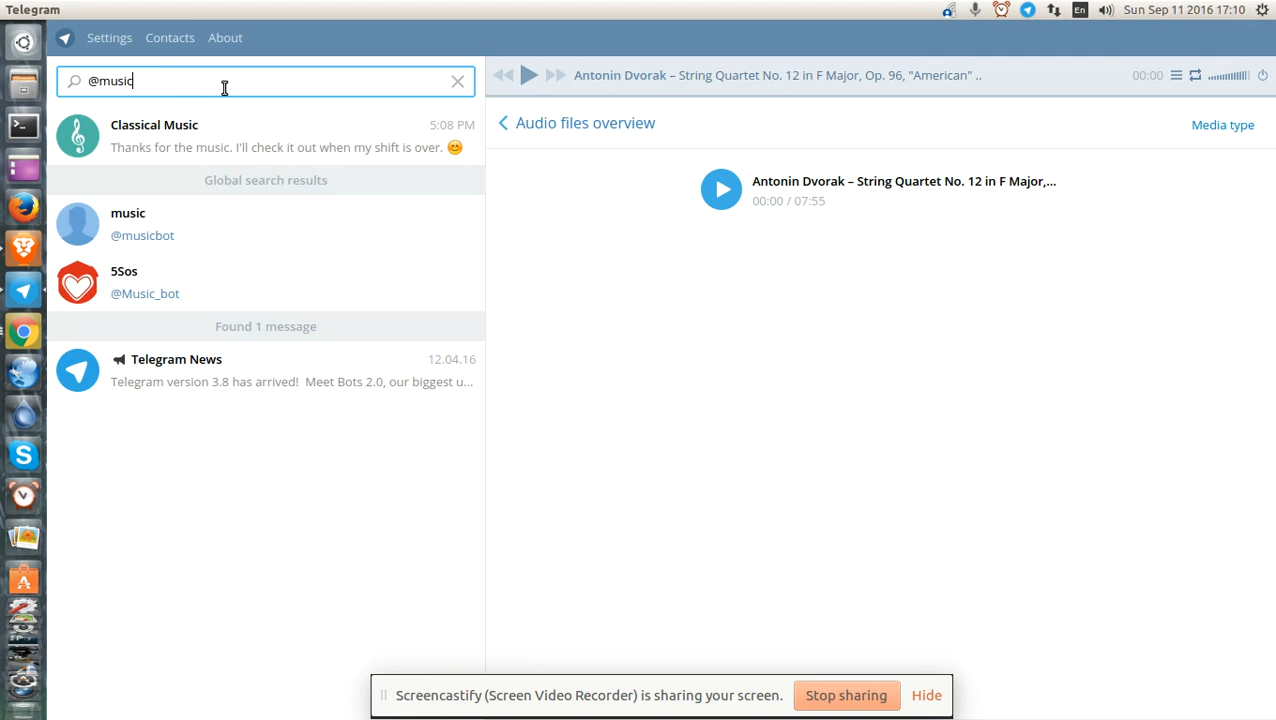 Telegram
En
Sun Sep 11 2016 17:10
Settings
Contacts
About
@music
Antonin Dvorak – String Quartet No. 12 in F Major, Op. 96, "American" ..
00:00
Classical Music
5:08 PM
Thanks for the music. I'll check it out when my shift is over. 😊
Global search results
music
@musicbot
5Sos
@Music_bot
Found 1 message
Telegram News
12.04.16
Telegram version 3.8 has arrived! Meet Bots 2.0, our biggest u...
Audio files overview
Media type
Antonin Dvorak – String Quartet No. 12 in F Major,...
00:00 / 07:55
Screencastify (Screen Video Recorder) is sharing your screen.
Stop sharing
Hide